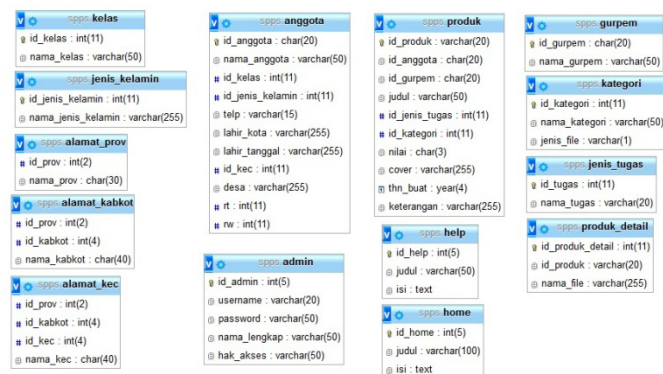 spps kelas
id_kelas : int(11)
nama_kelas : varchar(50)
spps jenis_kelamin
id_jenis_kelamin : int(11)
nama_jenis_kelamin : varchar(255)
spps alamat_prov
id_prov : int(2)
nama_prov : char(30)
spps alamat_kabkot
id_prov : int(2)
id_kabkot : int(4)
nama_kabkot : char(40)
spps alamat_kec
id_prov : int(2)
id_kabkot : int(4)
id_kec : int(4)
nama_kec : char(40)
spps anggota
id_anggota : char(20)
nama_anggota : varchar(50)
id_kelas : int(11)
id_jenis_kelamin : int(11)
telp : varchar(15)
lahir_kota : varchar(255)
lahir_tanggal : varchar(255)
id_kec : int(11)
desa : varchar(255)
rt : int(11)
rw : int(11)
spps admin
id_admin : int(5)
username : varchar(20)
password : varchar(50)
nama_lengkap : varchar(50)
hak_akses : varchar(50)
spps produk
id_produk : varchar(20)
id_anggota : char(20)
id_gurpem : char(20)
judul : varchar(50)
id_jenis_tugas : int(11)
id_kategori : int(11)
nilai : char(3)
cover : varchar(255)
thn_buat : year(4)
keterangan : varchar(255)
spps help
id_help : int(5)
judul : varchar(50)
isi : text
spps home
id_home : int(5)
judul : varchar(100)
isi : text
spps gurpem
id_gurpem : char(20)
nama_gurpem : varchar(50)
spps kategori
id_kategori : int(11)
nama_kategori : varchar(50)
jenis_file : varchar(1)
spps jenis_tugas
id_tugas : int(11)
nama_tugas : varchar(20)
spps produk_detail
id_produk_detail : int(11)
id_produk : varchar(20)
nama_file : varchar(255)